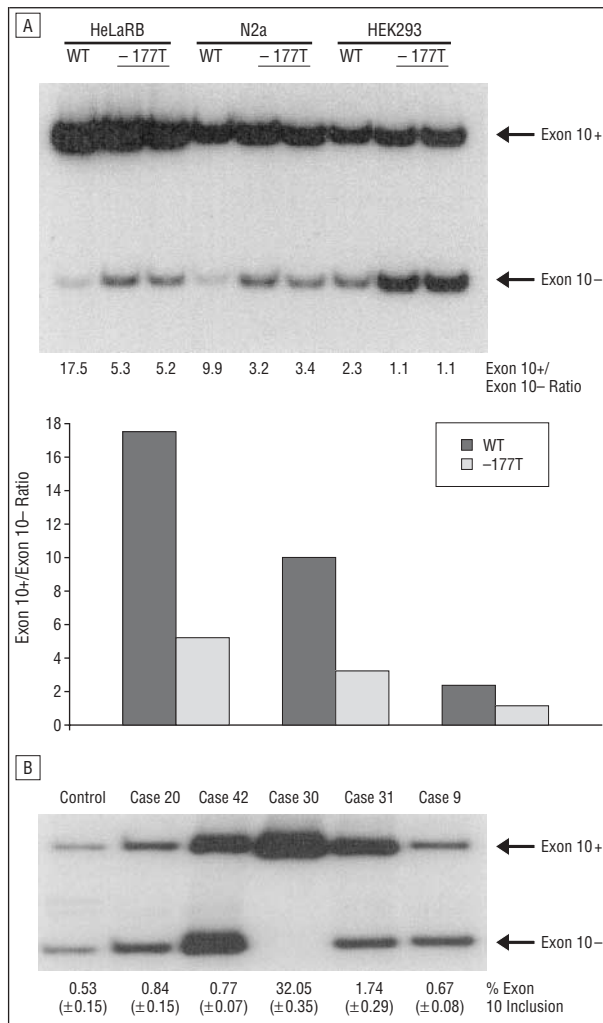 A
HeLaRB N2a HEK293
WT – 177T WT – 177T WT – 177T
Exon 10+
Exon 10–
17.5 5.3 5.2 9.9 3.2 3.4 2.3 1.1 1.1 Exon 10+/
Exon 10– Ratio
18
16
14
12
10
8
6
4
2
0
Exon 10+/Exon 10– Ratio
WT
–177T
B
Control Case 20 Case 42 Case 30 Case 31 Case 9
Exon 10+
Exon 10–
0.53 0.84 0.77 32.05 1.74 0.67 % Exon
(±0.15) (±0.15) (±0.07) (±0.35) (±0.29) (±0.08) 10 Inclusion